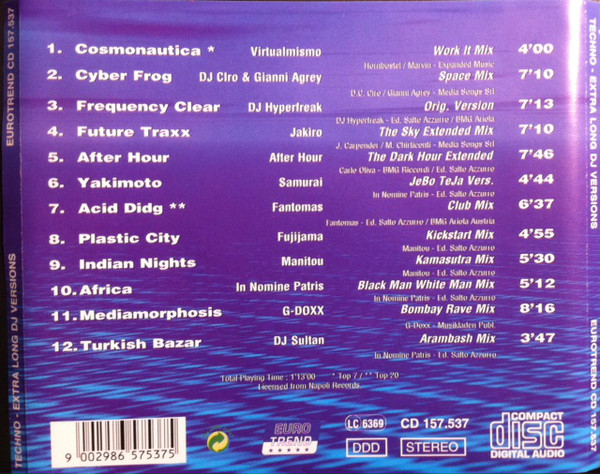 EUROTREND CD 157.537
TECHNO - EXTRA LONG DJ VERSIONS
1. Cosmonautica * Virtualmismo Work It Mix 4'00
Hornbortel / Marvin - Expanded Music
2. Cyber Frog DJ CIro & Gianni Agrey Space Mix 7'10
D.C. Ciro / Gianni Agrey - Media Songs Srl
3. Frequency Clear DJ Hyperfreak Orig. Version 7'13
DJ Hyperfreak - Ed. Salto Azzurro / BMG Ariola
4. Future Traxx Jakiro The Sky Extended Mix 7'10
J. Carpender / M. Chirticonti - Media Songs Srl
5. After Hour After Hour The Dark Hour Extended 7'46
Carlo Oliva - BMG Riccordi / Ed. Salto Azzurro
6. Yakimoto Samurai JeBo TeJa Vers. 4'44
In Nomine Patris - Ed. Salto Azzurro
7. Acid Didg ** Fantomas Club Mix 6'37
Fantomas - Ed. Salto Azzurro / BMG Ariola Austria
8. Plastic City Fujijama Kickstart Mix 4'55
Manitou - Ed. Salto Azzurro
9. Indian Nights Manitou Kamasutra Mix 5'30
Manitou - Ed. Salto Azzurro
10. Africa In Nomine Patris Black Man White Man Mix 5'12
In Nomine Patris - Ed. Salto Azzurro
11. Mediamorphosis G-DOXX Bombay Rave Mix 8'16
G-Doxx - Musikladen Publ.
12. Turkish Bazar DJ Sultan Arambash Mix 3'47
In Nomine Patris - Ed. Salto Azzurro
Total Playing Time : 1'13'00 * Top 7 / ** Top 20
Licensed from Napoli Records.
9 002986 575375
EURO
TREND
LC 6369
DDD
CD 157.537
STEREO
COMPACT
disc
DIGITAL AUDIO
TECHNO - EXTRA LONG DJ VERSIONS
EUROTREND CD 157.537